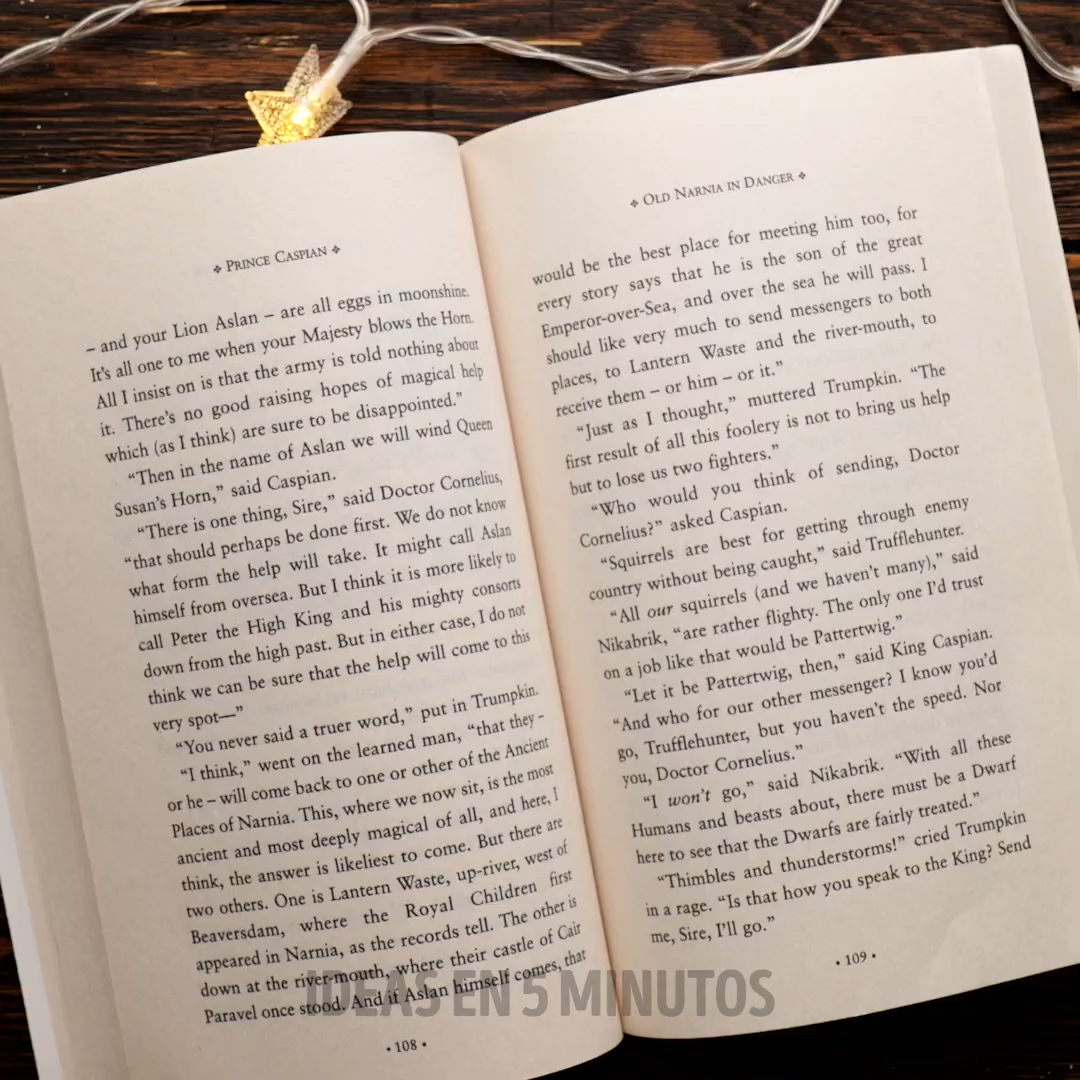 ❖ PRINCE CASPIAN ❖
– and your Lion Aslan – are all eggs in moonshine.
It's all one to me when your Majesty blows the Horn.
All I insist on is that the army is told nothing about
it. There's no good raising hopes of magical help
which (as I think) are sure to be disappointed.”
“Then in the name of Aslan we will wind Queen
Susan's Horn,” said Caspian.
“There is one thing, Sire,” said Doctor Cornelius,
“that should perhaps be done first. We do not know
what form the help will take. It might call Aslan
himself from oversea. But I think it is more likely to
call Peter the High King and his mighty consorts
down from the high past. But in either case, I do not
think we can be sure that the help will come to this
very spot—”
“You never said a truer word,” put in Trumpkin.
“I think,” went on the learned man, “that they –
or he – will come back to one or other of the Ancient
Places of Narnia. This, where we now sit, is the most
ancient and most deeply magical of all, and here, I
think, the answer is likeliest to come. But there are
two others. One is Lantern Waste, up-river, west of
Beaversdam, where the Royal Children first
appeared in Narnia, as the records tell. The other is
down at the river-mouth, where their castle of Cair
Paravel once stood. And if Aslan himself comes, that
• 108 •
❖ OLD NARNIA IN DANGER ❖
would be the best place for meeting him too, for
every story says that he is the son of the great
Emperor-over-Sea, and over the sea he will pass. I
should like very much to send messengers to both
places, to Lantern Waste and the river-mouth, to
receive them – or him – or it.”
“Just as I thought,” muttered Trumpkin. “The
first result of all this foolery is not to bring us help
but to lose us two fighters.”
“Who would you think of sending, Doctor
Cornelius?” asked Caspian.
“Squirrels are best for getting through enemy
country without being caught,” said Trufflehunter.
“All our squirrels (and we haven't many),” said
Nikabrik, “are rather flighty. The only one I'd trust
on a job like that would be Pattertwig.”
“Let it be Pattertwig, then,” said King Caspian.
“And who for our other messenger? I know you'd
go, Trufflehunter, but you haven't the speed. Nor
you, Doctor Cornelius.”
“I won't go,” said Nikabrik. “With all these
Humans and beasts about, there must be a Dwarf
here to see that the Dwarfs are fairly treated.”
“Thimbles and thunderstorms!” cried Trumpkin
in a rage. “Is that how you speak to the King? Send
me, Sire, I'll go.”
• 109 •
IDEAS EN 5 MINUTOS